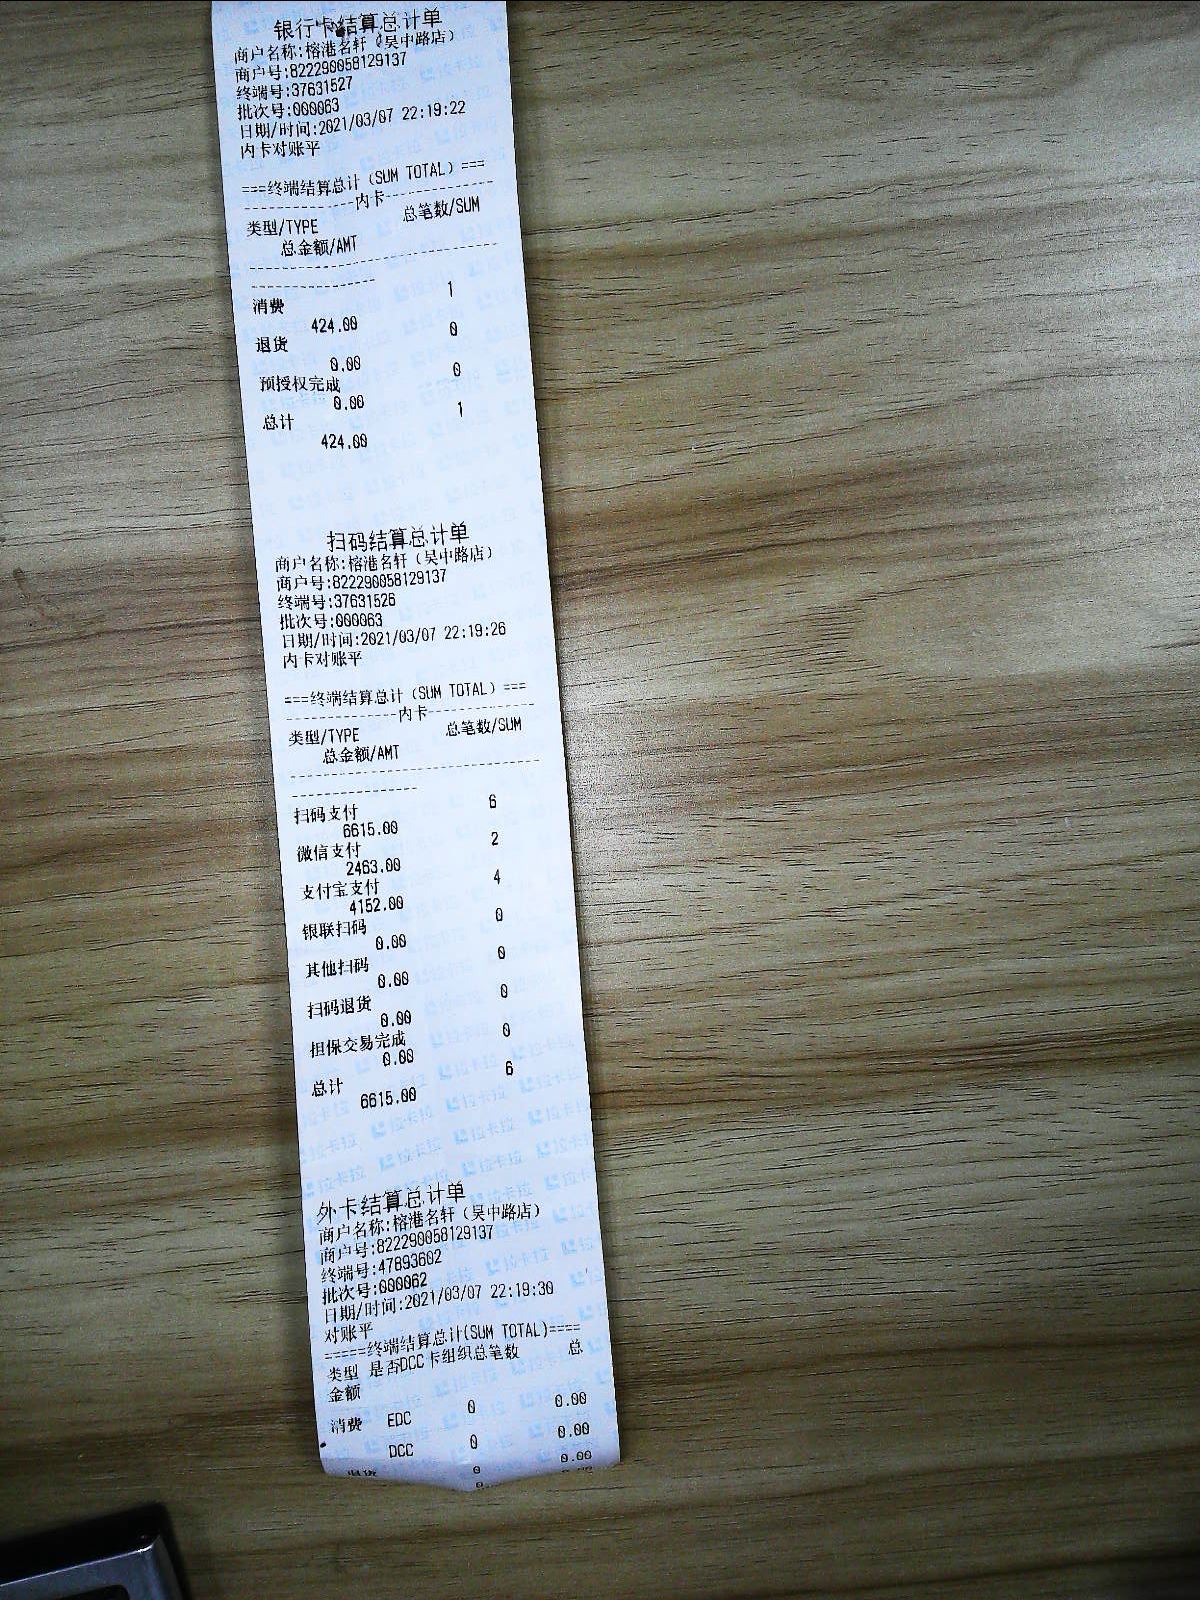 银行卡结算总计单
商户名称:榕港名轩（吴中路店）
商户号:822290058129137
终端号:37631527
批次号:000063
日期/时间:2021/03/07 22:19:22
内卡对账平
===终端结算总计（SUM TOTAL）===
----------------内卡----------------
类型/TYPE 总笔数/SUM
总金额/AMT
消费 1
424.00
退货 0
0.00
预授权完成 0
0.00
总计 1
424.00
扫码结算总计单
商户名称:榕港名轩（吴中路店）
商户号:822290058129137
终端号:37631526
批次号:000063
日期/时间:2021/03/07 22:19:26
内卡对账平
===终端结算总计（SUM TOTAL）===
----------------内卡----------------
类型/TYPE 总笔数/SUM
总金额/AMT
扫码支付 6
6615.00
微信支付 2
2463.00
支付宝支付 4
4152.00
银联扫码 0
0.00
其他扫码 0
0.00
扫码退货 0
0.00
担保交易完成 0
0.00
总计 6
6615.00
外卡结算总计单
商户名称:榕港名轩（吴中路店）
商户号:822290058129137
终端号:47893602
批次号:000062
日期/时间:2021/03/07 22:19:30
对账平
=====终端结算总计(SUM TOTAL)====
类型 是否DCC卡组织总笔数 总
金额
消费 EDC 0 0.00
DCC 0 0.00
退货 0 0.00
0 0.00